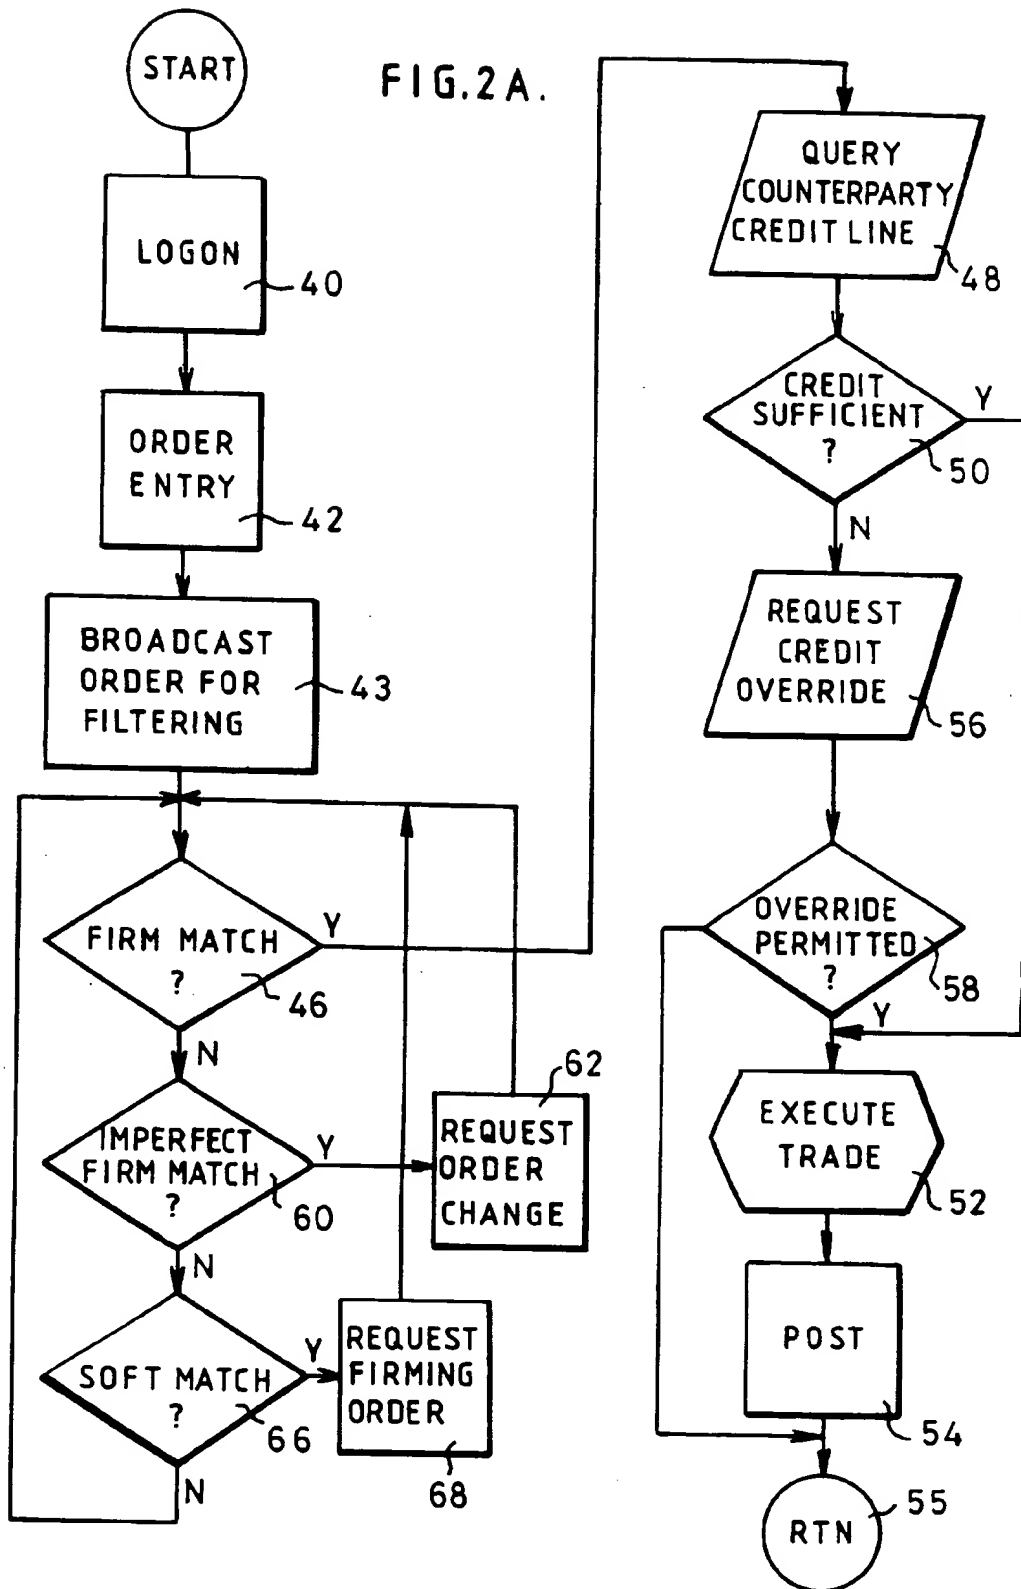 START
FIG.2A.
LOGON
40
ORDER
ENTRY
42
BROADCAST
ORDER FOR
FILTERING
43
FIRM MATCH
?
46
Y
N
IMPERFECT
FIRM MATCH
?
60
Y
N
62
REQUEST
ORDER
CHANGE
SOFT MATCH
?
66
Y
N
REQUEST
FIRMING
ORDER
68
QUERY
COUNTERPARTY
CREDIT LINE
48
CREDIT
SUFFICIENT
?
50
Y
N
REQUEST
CREDIT
OVERRIDE
56
OVERRIDE
PERMITTED
?
58
Y
EXECUTE
TRADE
52
POST
54
RTN
55